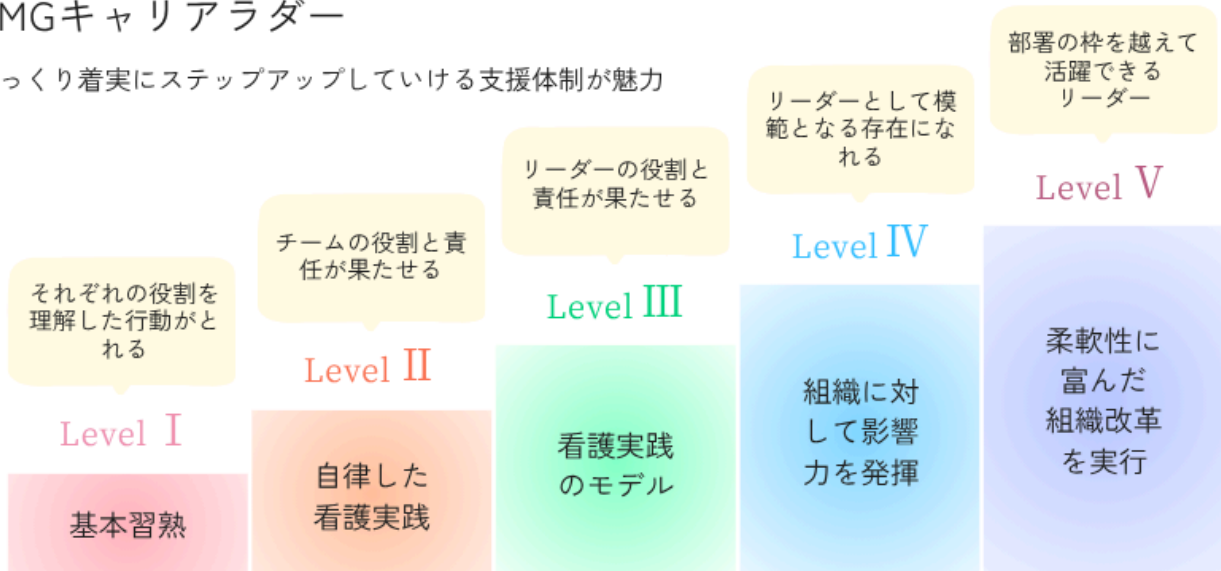 MGキャリアラダー
っくり着実にステップアップしていける支援体制が魅力
それぞれの役割を
理解した行動がと
れる
Level Ⅰ
基本習熟
チームの役割と責
任が果たせる
Level Ⅱ
自律した
看護実践
リーダーの役割と
責任が果たせる
Level Ⅲ
看護実践
のモデル
リーダーとして模
範となる存在にな
れる
Level Ⅳ
組織に対
して影響
力を発揮
部署の枠を越えて
活躍できる
リーダー
Level Ⅴ
柔軟性に
富んだ
組織改革
を実行